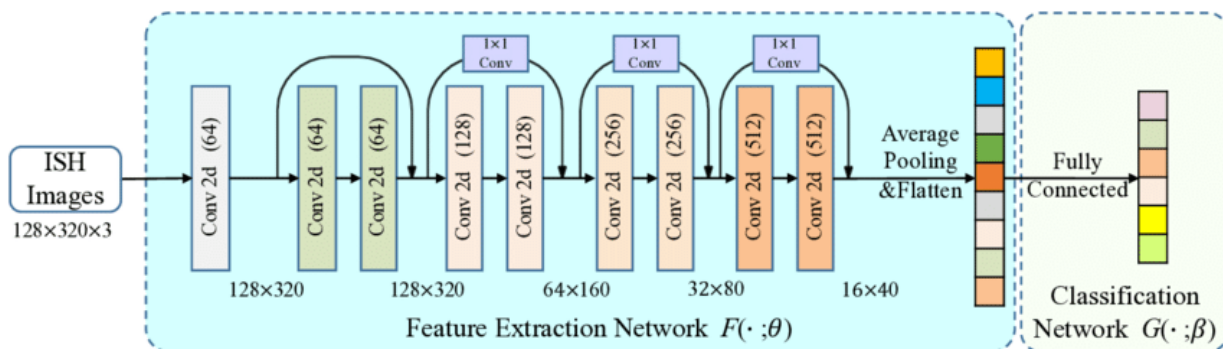 ISH
Images
128×320×3
Conv 2d (64)
Conv 2d (64)
Conv 2d (64)
1×1
Conv
Conv 2d (128)
Conv 2d (128)
1×1
Conv
Conv 2d (256)
Conv 2d (256)
1×1
Conv
Conv 2d (512)
Conv 2d (512)
128×320
128×320
64×160
32×80
16×40
Average
Pooling
&Flatten
Feature Extraction Network F(· ;θ)
Fully
Connected
Classification
Network G(· ;β)